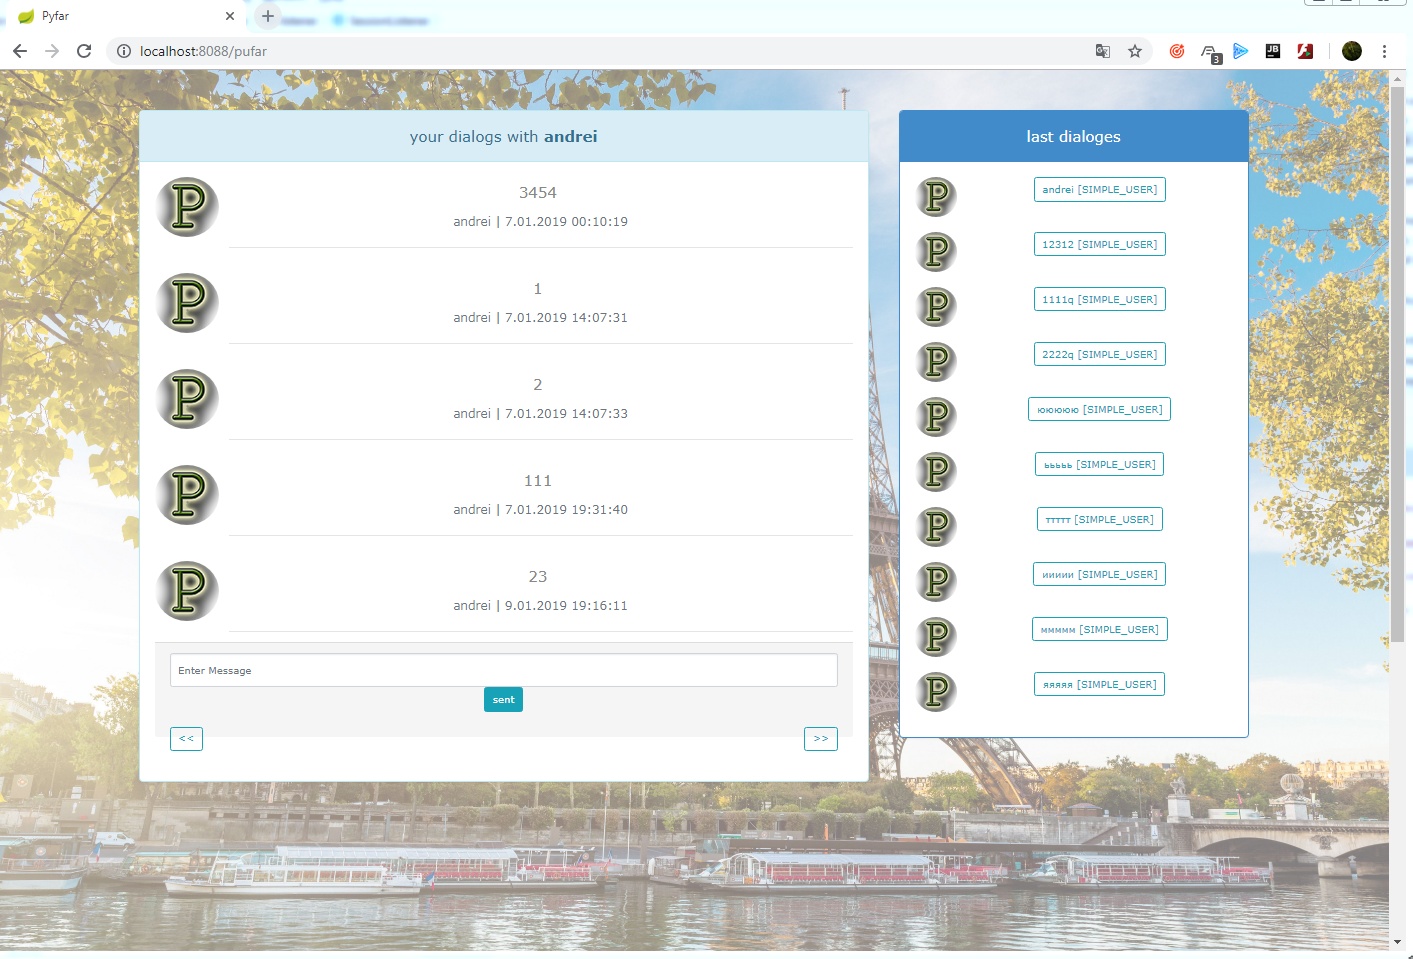 Pyfar
localhost:8088/pufar
3
JB
your dialogs with andrei
P
3454
andrei | 7.01.2019 00:10:19
P
1
andrei | 7.01.2019 14:07:31
P
2
andrei | 7.01.2019 14:07:33
P
111
andrei | 7.01.2019 19:31:40
P
23
andrei | 9.01.2019 19:16:11
Enter Message
sent
<<
>>
last dialoges
P
andrei [SIMPLE_USER]
P
12312 [SIMPLE_USER]
P
1111q [SIMPLE_USER]
P
2222q [SIMPLE_USER]
P
ююююю [SIMPLE_USER]
P
ььььь [SIMPLE_USER]
P
ттттт [SIMPLE_USER]
P
иииии [SIMPLE_USER]
P
ммммм [SIMPLE_USER]
P
яяяяя [SIMPLE_USER]